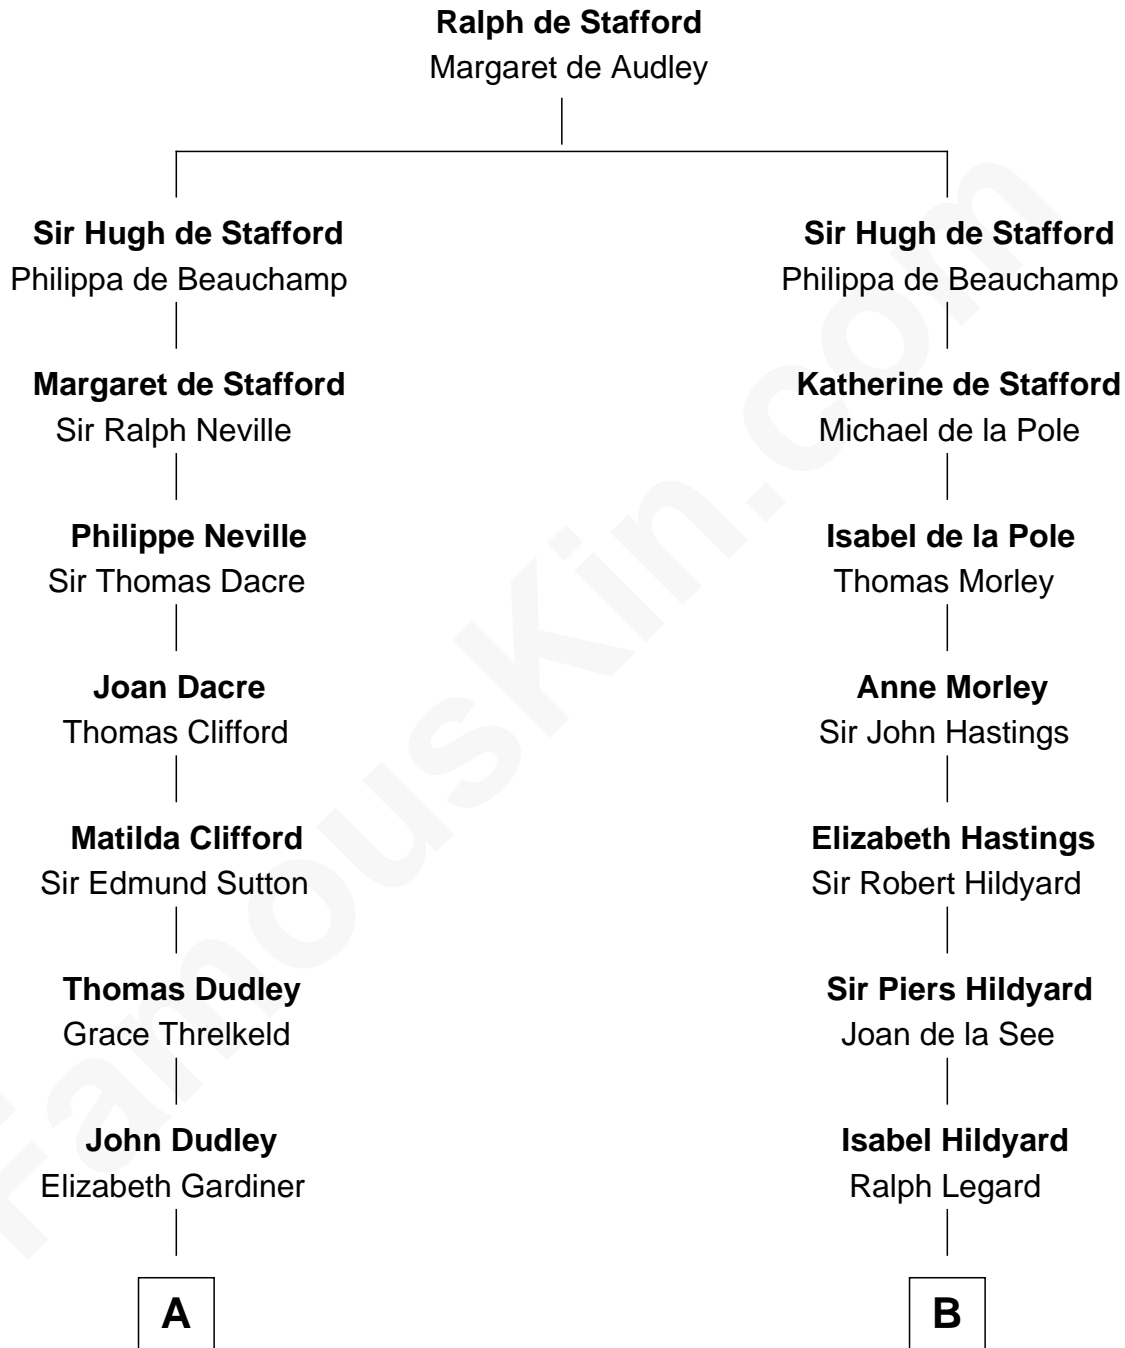 Ralph de Stafford
Margaret de Audley
Sir Hugh de Stafford
Philippa de Beauchamp
Margaret de Stafford
Sir Ralph Neville
Philippe Neville
Sir Thomas Dacre
Joan Dacre
Thomas Clifford
Matilda Clifford
Sir Edmund Sutton
Thomas Dudley
Grace Threlkeld
John Dudley
Elizabeth Gardiner
A
Sir Hugh de Stafford
Philippa de Beauchamp
Katherine de Stafford
Michael de la Pole
Isabel de la Pole
Thomas Morley
Anne Morley
Sir John Hastings
Elizabeth Hastings
Sir Robert Hildyard
Sir Piers Hildyard
Joan de la See
Isabel Hildyard
Ralph Legard
B
FamousKin.com